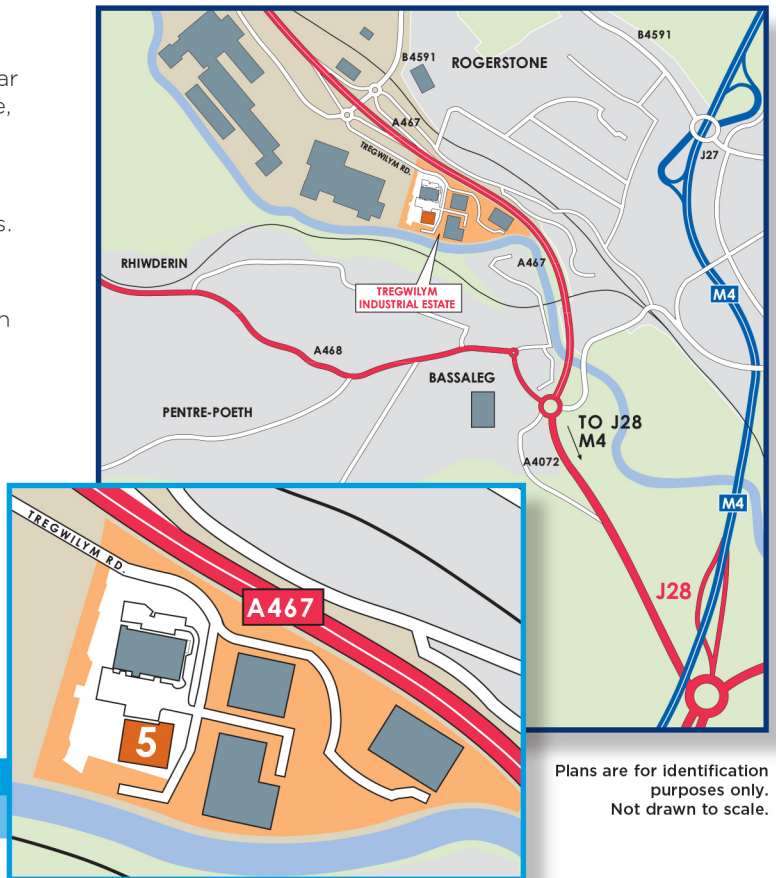 ar
e,
s.
n
B4591
ROGERSTONE
B4591
A467
J27
TREGWILYM RD.
RHIWDERIN
A467
TREGWILYM
INDUSTRIAL ESTATE
M4
A468
BASSALEG
PENTRE-POETH
TO J28
M4
A4072
M4
J28
TREGWILYM RD.
A467
5
Plans are for identification
purposes only.
Not drawn to scale.